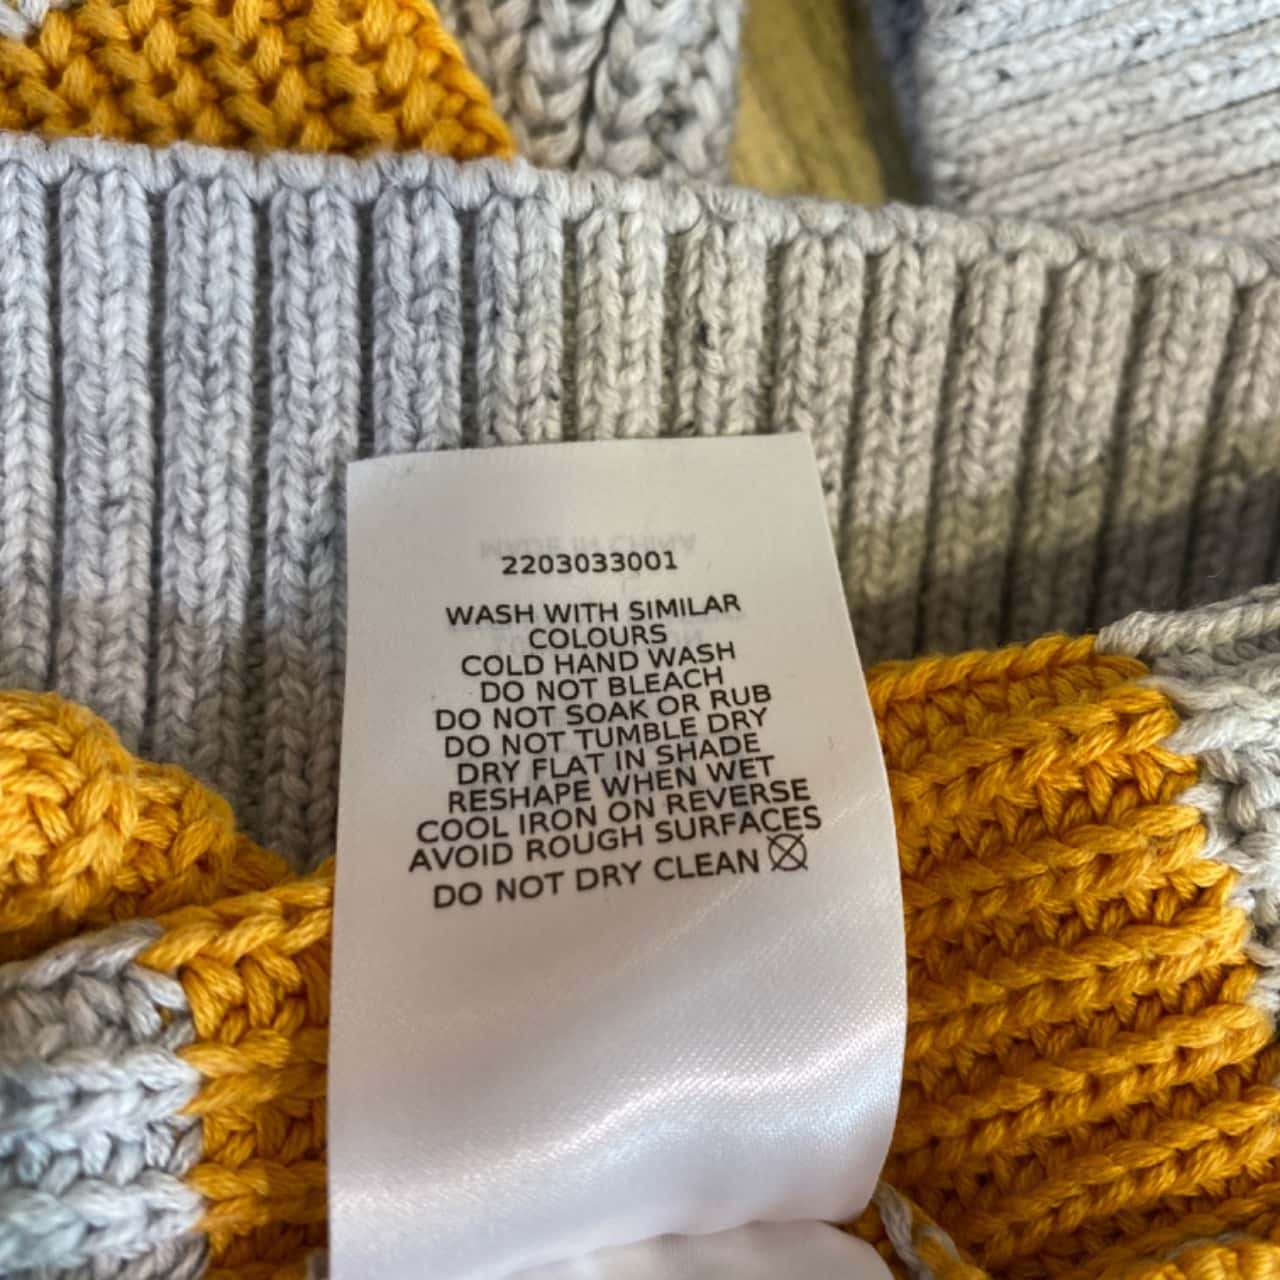 2203033001
WASH WITH SIMILAR
COLOURS
COLD HAND WASH
DO NOT BLEACH
DO NOT SOAK OR RUB
DO NOT TUMBLE DRY
DRY FLAT IN SHADE
RESHAPE WHEN WET
COOL IRON ON REVERSE
AVOID ROUGH SURFACES
DO NOT DRY CLEAN